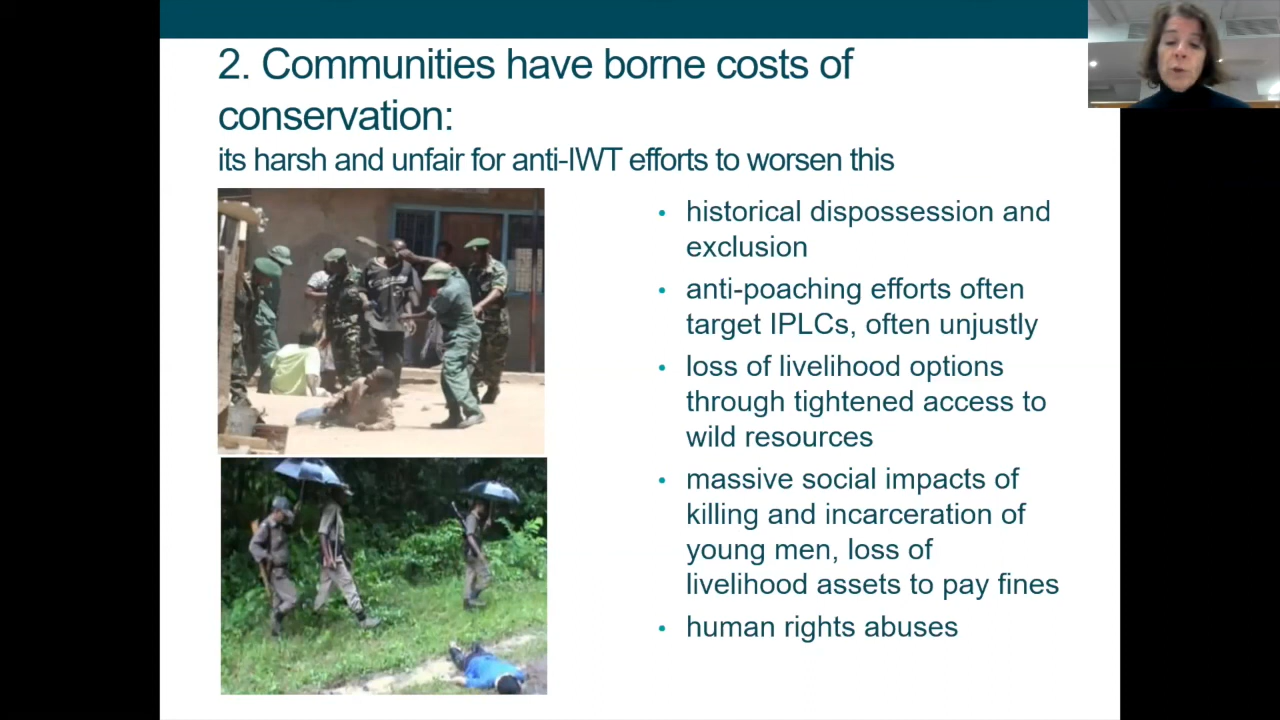 2. Communities have borne costs of
conservation:
its harsh and unfair for anti-IWT efforts to worsen this
• historical dispossession and
exclusion
• anti-poaching efforts often
target IPLCs, often unjustly
• loss of livelihood options
through tightened access to
wild resources
• massive social impacts of
killing and incarceration of
young men, loss of
livelihood assets to pay fines
• human rights abuses